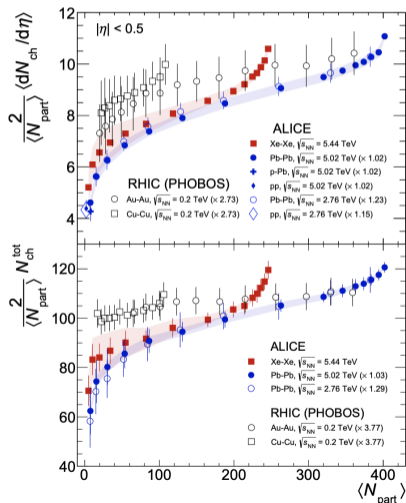 |η| < 0.5
2/⟨N_part⟩ ⟨dN_ch/dη⟩
12
10
8
6
4
ALICE
Xe-Xe, √s_NN = 5.44 TeV
Pb-Pb, √s_NN = 5.02 TeV (× 1.02)
p-Pb, √s_NN = 5.02 TeV (× 1.02)
pp, √s = 5.02 TeV (× 1.02)
Pb-Pb, √s_NN = 2.76 TeV (× 1.23)
pp, √s = 2.76 TeV (× 1.15)
RHIC (PHOBOS)
Au-Au, √s_NN = 0.2 TeV (× 2.73)
Cu-Cu, √s_NN = 0.2 TeV (× 2.73)
2/⟨N_part⟩ N_ch^tot
120
100
80
60
40
ALICE
Xe-Xe, √s_NN = 5.44 TeV
Pb-Pb, √s_NN = 5.02 TeV (× 1.03)
Pb-Pb, √s_NN = 2.76 TeV (× 1.29)
RHIC (PHOBOS)
Au-Au, √s_NN = 0.2 TeV (× 3.77)
Cu-Cu, √s_NN = 0.2 TeV (× 3.77)
0 100 200 300 400
⟨N_part⟩